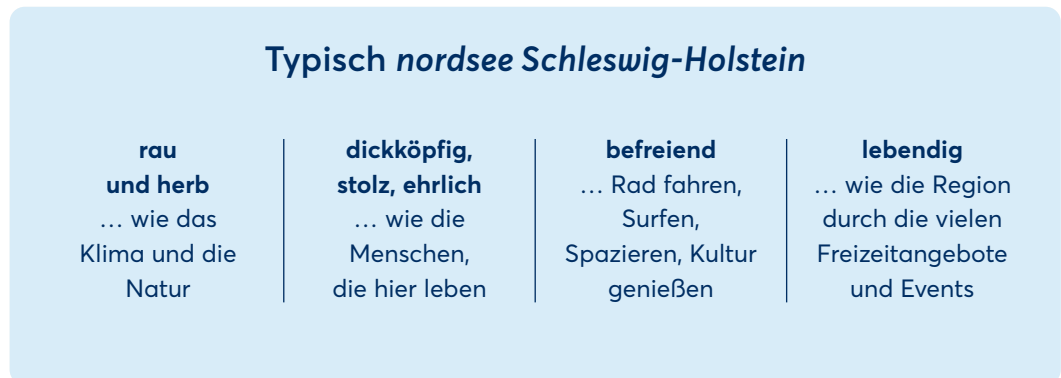 Typisch nordsee Schleswig-Holstein
rau
und herb
… wie das
Klima und die
Natur
dickköpfig,
stolz, ehrlich
… wie die
Menschen,
die hier leben
befreiend
… Rad fahren,
Surfen,
Spazieren, Kultur
genießen
lebendig
… wie die Region
durch die vielen
Freizeitangebote
und Events